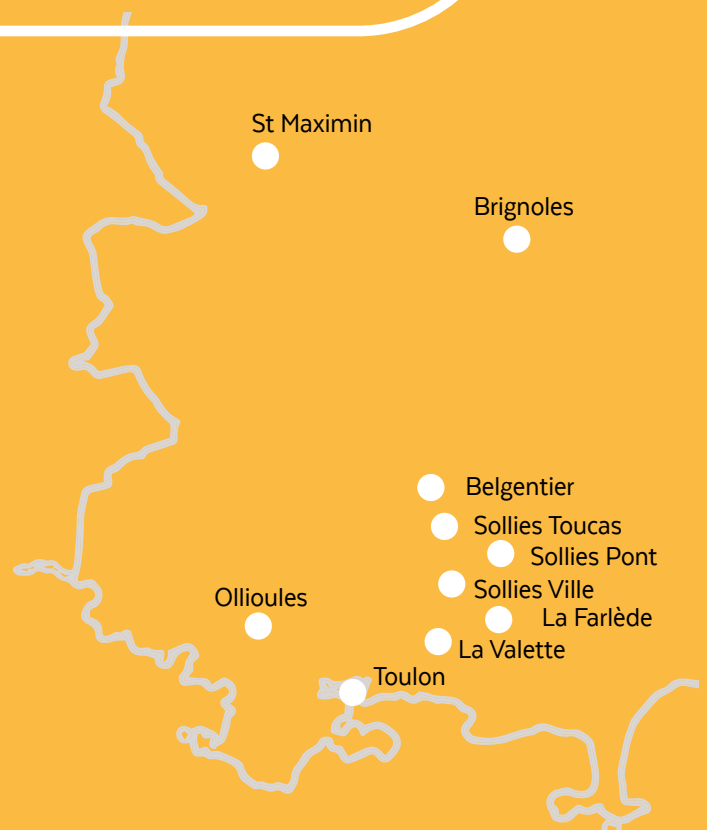 St Maximin
Brignoles
Belgentier
Sollies Toucas
Sollies Pont
Sollies Ville
Ollioules
La Farlède
La Valette
Toulon